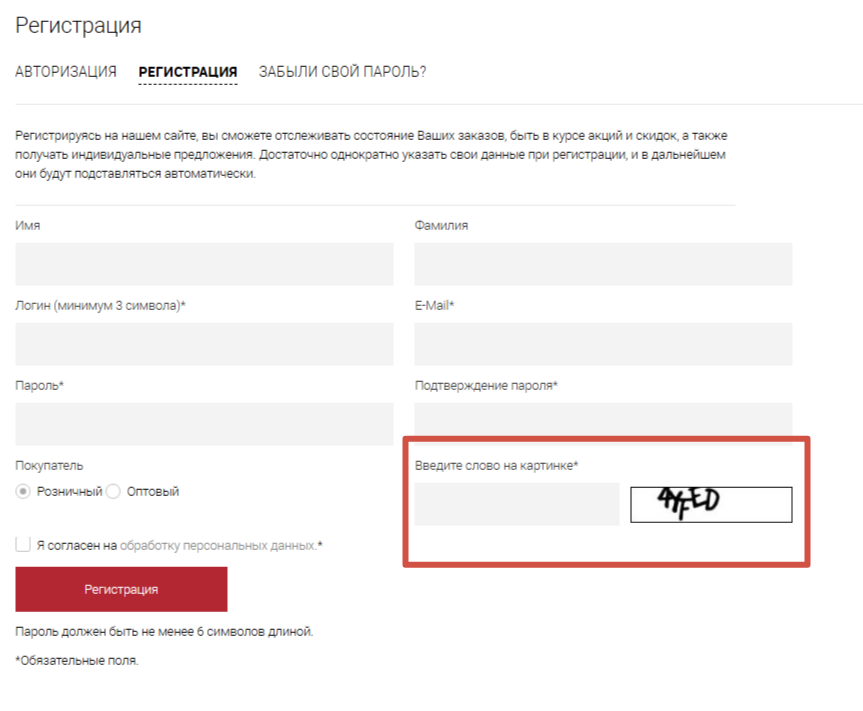 Регистрация
АВТОРИЗАЦИЯ РЕГИСТРАЦИЯ ЗАБЫЛИ СВОЙ ПАРОЛЬ?
Регистрируясь на нашем сайте, вы сможете отслеживать состояние Ваших заказов, быть в курсе акций и скидок, а также
получать индивидуальные предложения. Достаточно однократно указать свои данные при регистрации, и в дальнейшем
они будут подставляться автоматически.
Имя Фамилия
Логин (минимум 3 символа)* E-Mail*
Пароль* Подтверждение пароля*
Покупатель Введите слово на картинке*
Розничный Оптовый
Я согласен на обработку персональных данных.*
Регистрация
Пароль должен быть не менее 6 символов длиной.
*Обязательные поля.